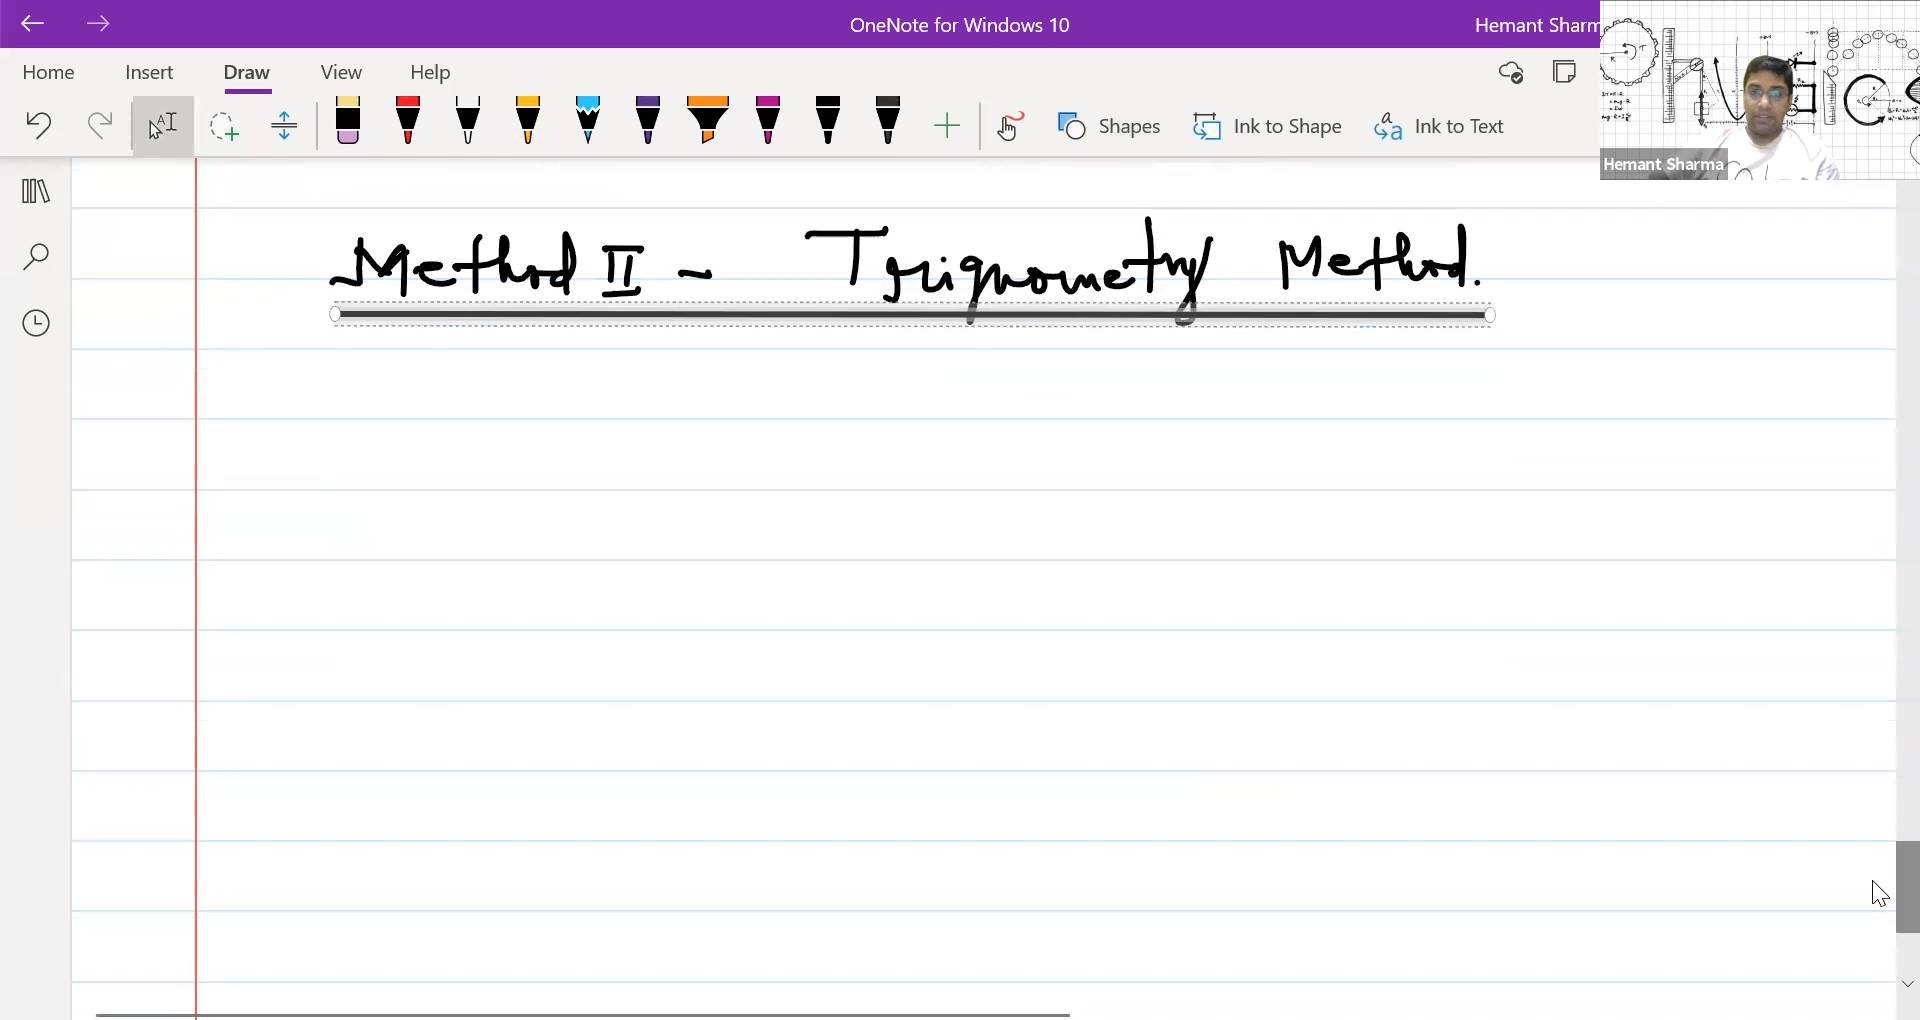 OneNote for Windows 10
Hemant Sharm
Home Insert Draw View Help
Shapes Ink to Shape Ink to Text
Hemant Sharma
Method II - Trignometry Method.